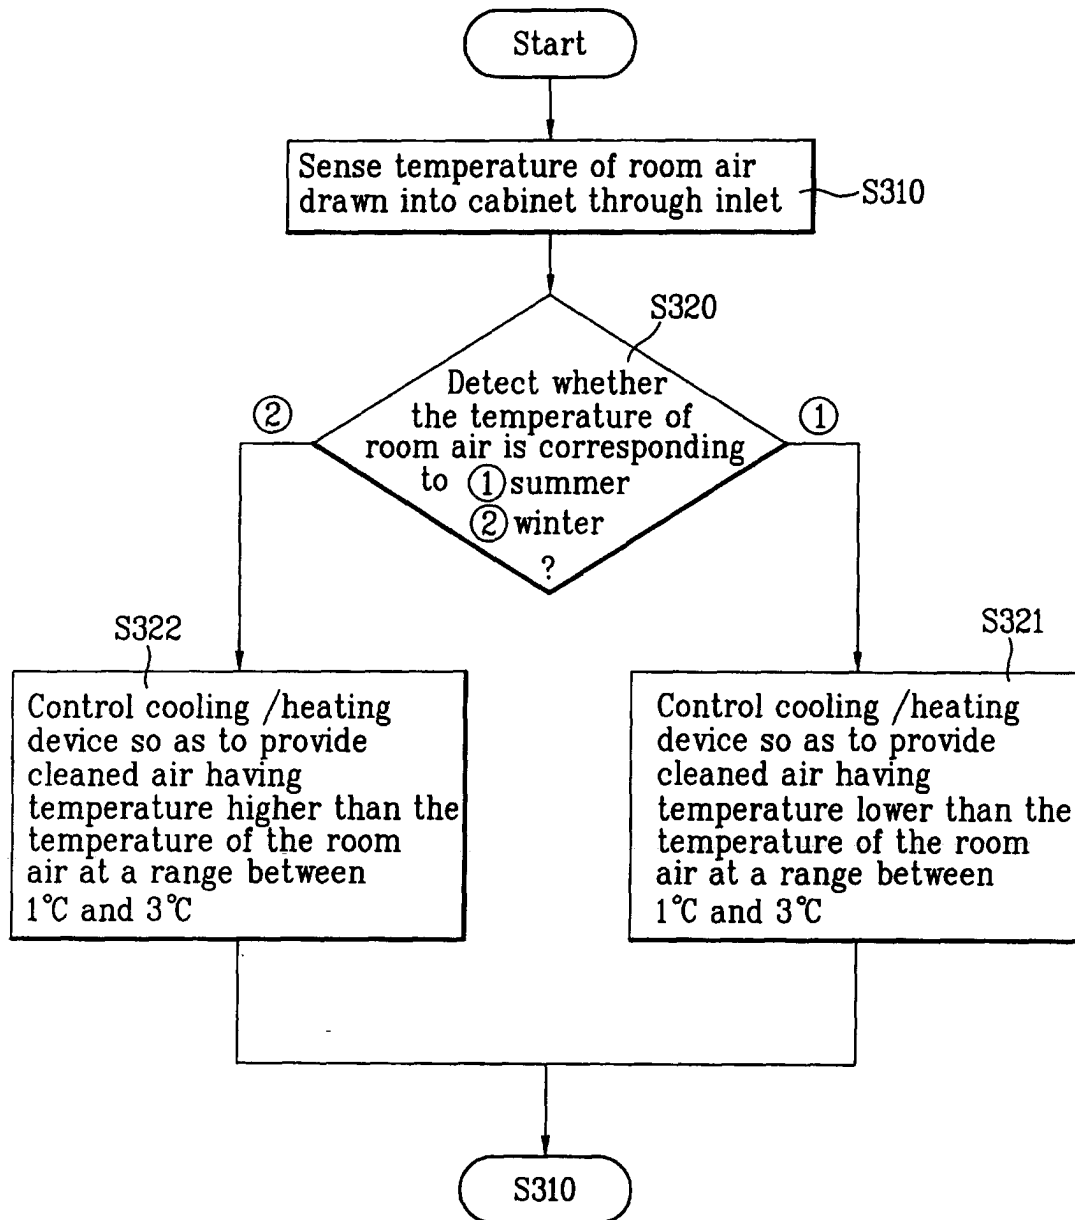 Start
Sense temperature of room air
drawn into cabinet through inlet
S310
S320
Detect whether
the temperature of
room air is corresponding
to ① summer
② winter
?
②
①
S322
S321
Control cooling /heating
device so as to provide
cleaned air having
temperature higher than the
temperature of the room
air at a range between
1℃ and 3℃
Control cooling /heating
device so as to provide
cleaned air having
temperature lower than the
temperature of the room
air at a range between
1℃ and 3℃
S310